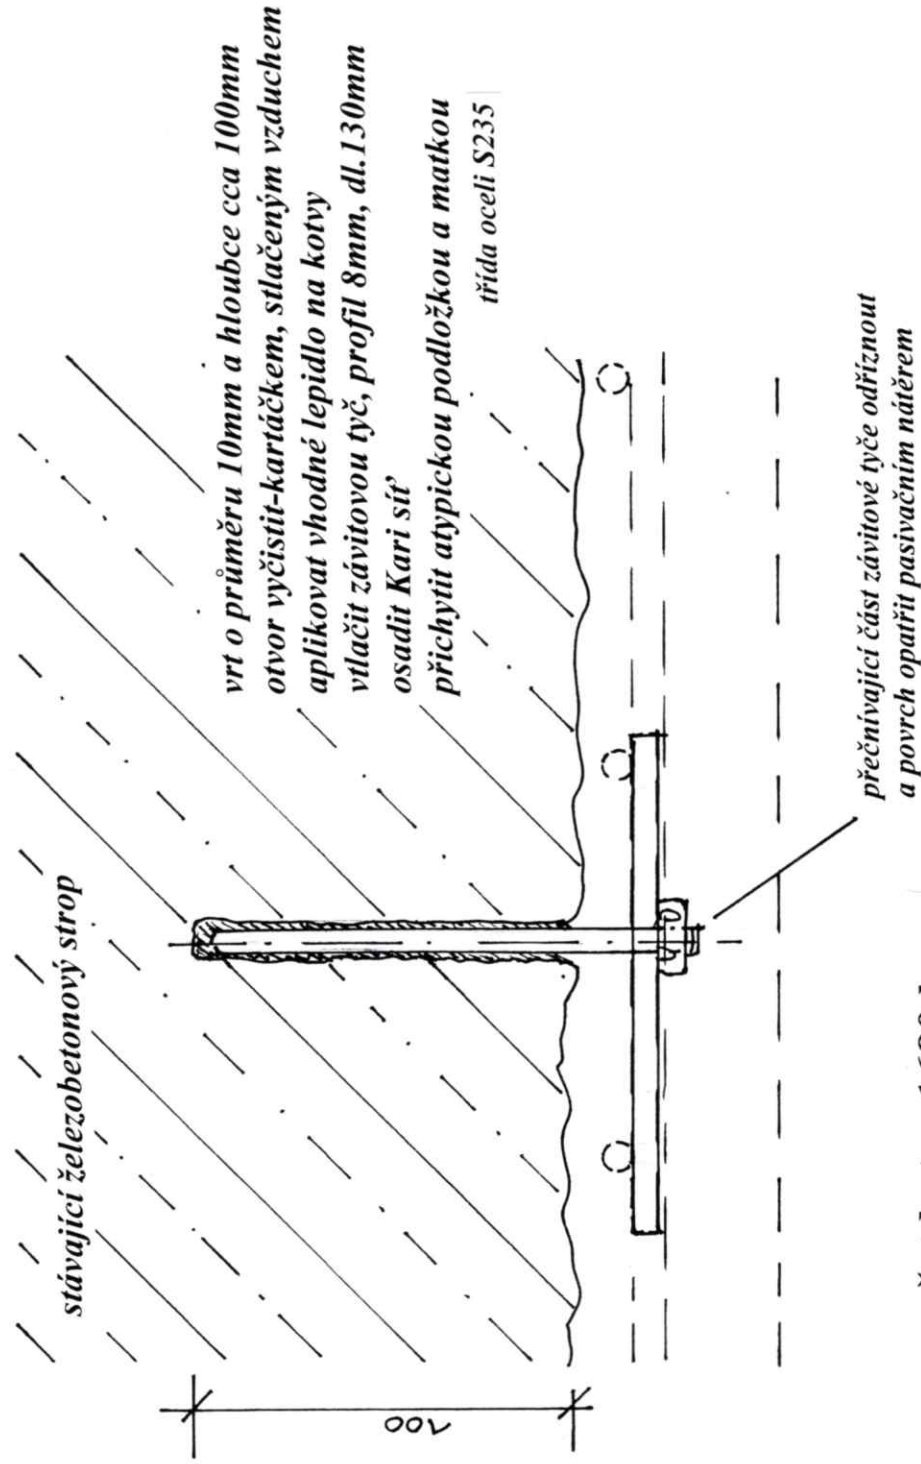 stávající železobetonový strop
vrt o průměru 10mm a hloubce cca 100mm
otvor vyčistit-kartáčkem, stlačeným vzduchem
aplikovat vhodné lepidlo na kotvy
vtlačit závitovou tyč, profil 8mm, dl.130mm
osadit Kari síť
přichytit atypickou podložkou a matkou
třída oceli S235
100
přečnívající část závitové tyče odříznout
a povrch opatřit pasivačním nátěrem